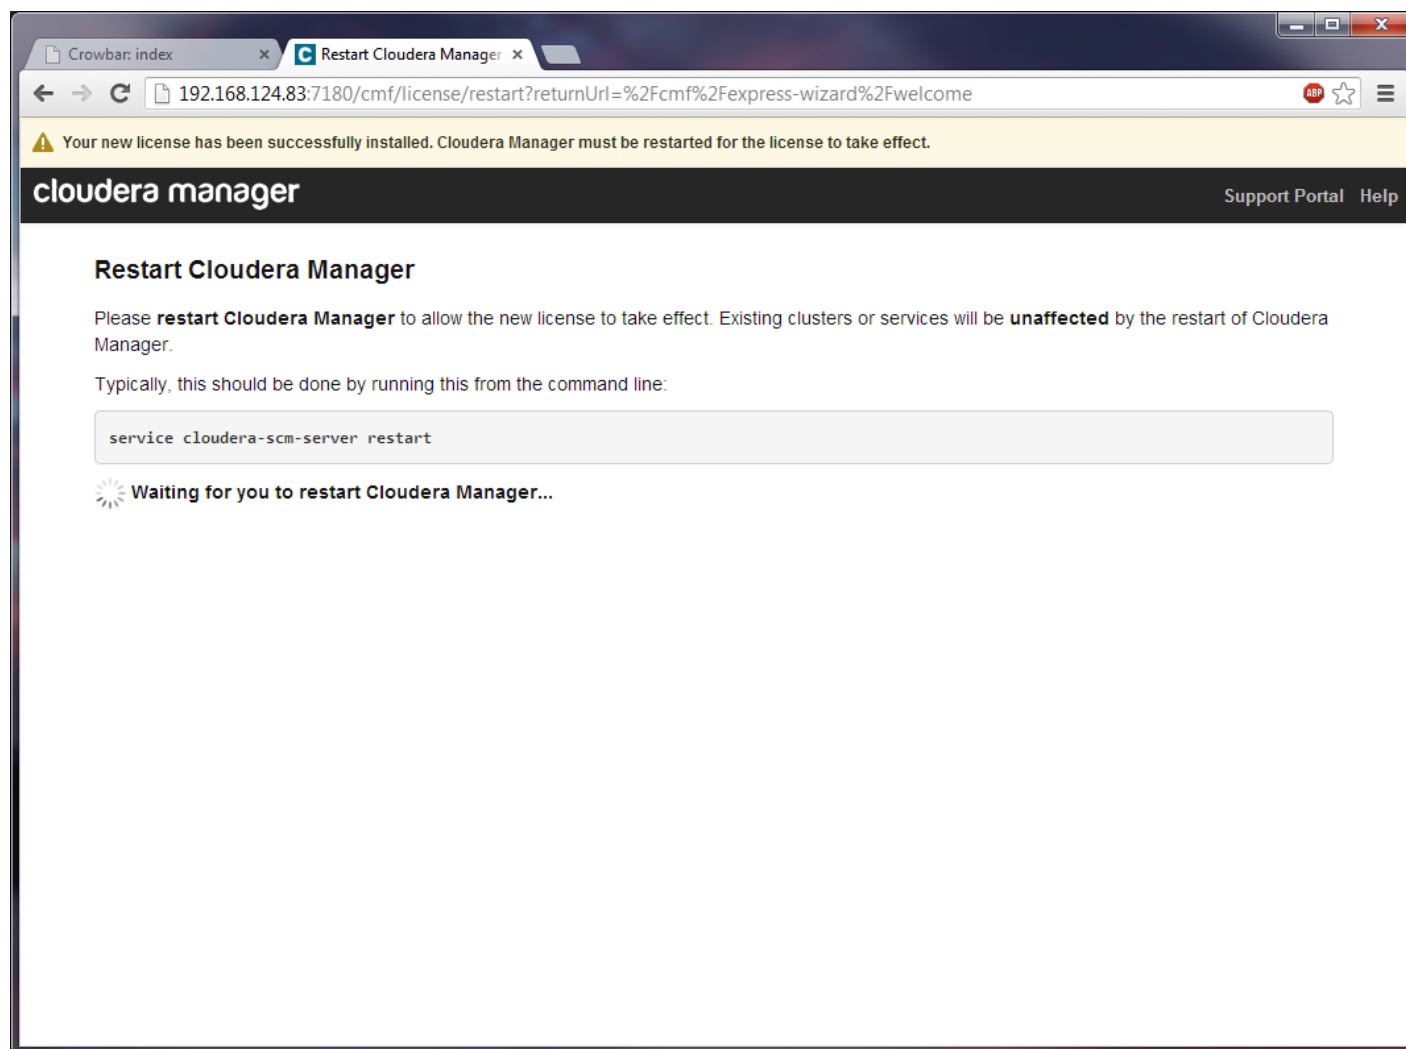 Crowbar: index
Restart Cloudera Manager
192.168.124.83:7180/cmf/license/restart?returnUrl=%2Fcmf%2Fexpress-wizard%2Fwelcome
ABP
Your new license has been successfully installed. Cloudera Manager must be restarted for the license to take effect.
cloudera manager
Support Portal Help
Restart Cloudera Manager
Please restart Cloudera Manager to allow the new license to take effect. Existing clusters or services will be unaffected by the restart of Cloudera
Manager.
Typically, this should be done by running this from the command line:
service cloudera-scm-server restart
Waiting for you to restart Cloudera Manager...